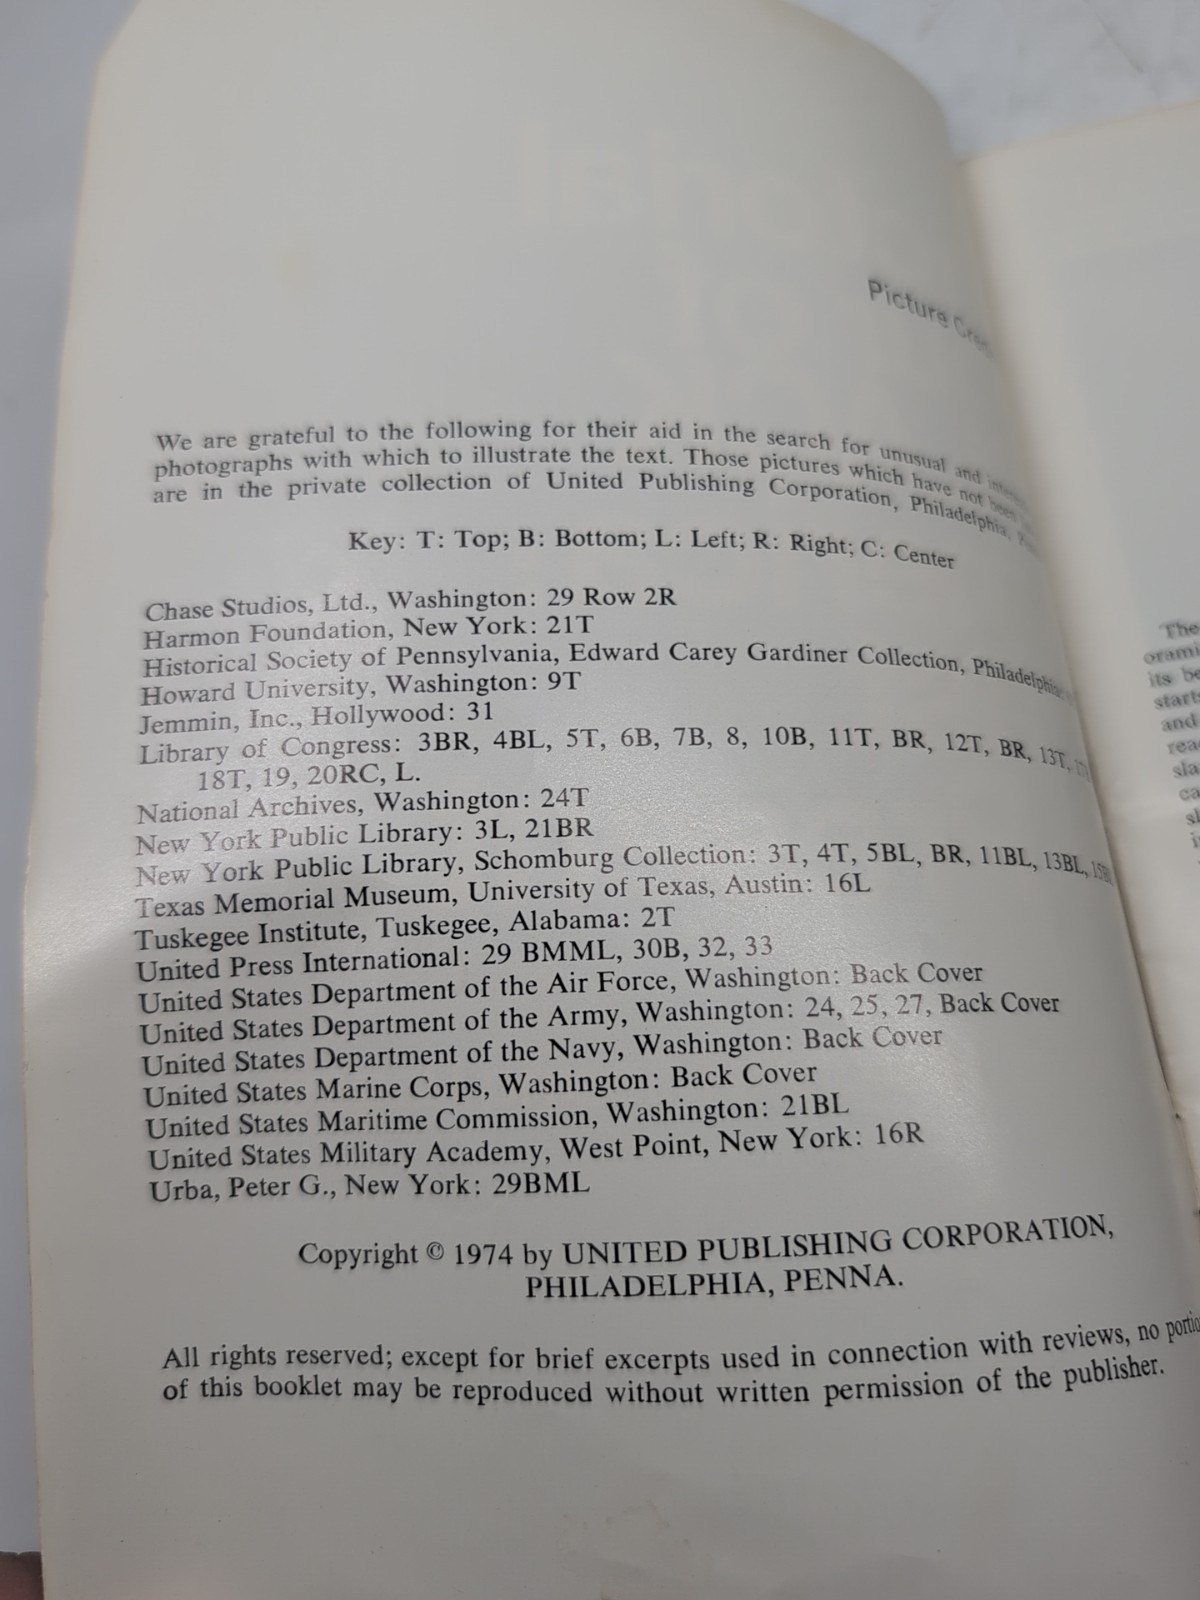 Picture
We are grateful to the following for their aid in the search for unusual and
photographs with which to illustrate the text. Those pictures which have not been
are in the private collection of United Publishing Corporation, Philadelphia,
Key: T: Top; B: Bottom; L: Left; R: Right; C: Center
Chase Studios, Ltd., Washington: 29 Row 2R
Harmon Foundation, New York: 21T
Historical Society of Pennsylvania, Edward Carey Gardiner Collection, Philadelphia:
Howard University, Washington: 9T
Jemmin, Inc., Hollywood: 31
Library of Congress: 3BR, 4BL, 5T, 6B, 7B, 8, 10B, 11T, BR, 12T, BR, 13T,
18T, 19, 20RC, L.
National Archives, Washington: 24T
New York Public Library: 3L, 21BR
New York Public Library, Schomburg Collection: 3T, 4T, 5BL, BR, 11BL, 13BL,
Texas Memorial Museum, University of Texas, Austin: 16L
Tuskegee Institute, Tuskegee, Alabama: 2T
United Press International: 29 BMML, 30B, 32, 33
United States Department of the Air Force, Washington: Back Cover
United States Department of the Army, Washington: 24, 25, 27, Back Cover
United States Department of the Navy, Washington: Back Cover
United States Marine Corps, Washington: Back Cover
United States Maritime Commission, Washington: 21BL
United States Military Academy, West Point, New York: 16R
Urba, Peter G., New York: 29BML
Copyright © 1974 by UNITED PUBLISHING CORPORATION,
PHILADELPHIA, PENNA.
All rights reserved; except for brief excerpts used in connection with reviews, no
of this booklet may be reproduced without written permission of the publisher.
The
its
and